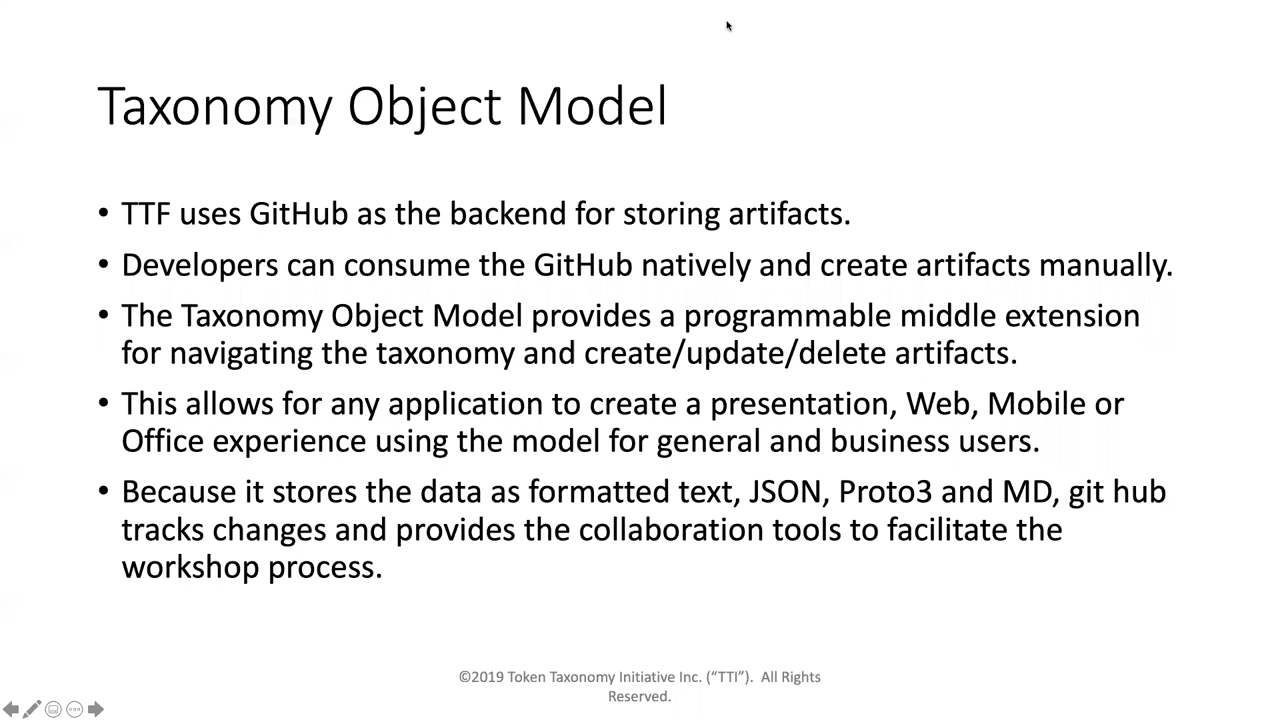 Taxonomy Object Model
• TTF uses GitHub as the backend for storing artifacts.
• Developers can consume the GitHub natively and create artifacts manually.
• The Taxonomy Object Model provides a programmable middle extension
for navigating the taxonomy and create/update/delete artifacts.
• This allows for any application to create a presentation, Web, Mobile or
Office experience using the model for general and business users.
• Because it stores the data as formatted text, JSON, Proto3 and MD, git hub
tracks changes and provides the collaboration tools to facilitate the
workshop process.
©2019 Token Taxonomy Initiative Inc. (“TTI”).  All Rights
Reserved.